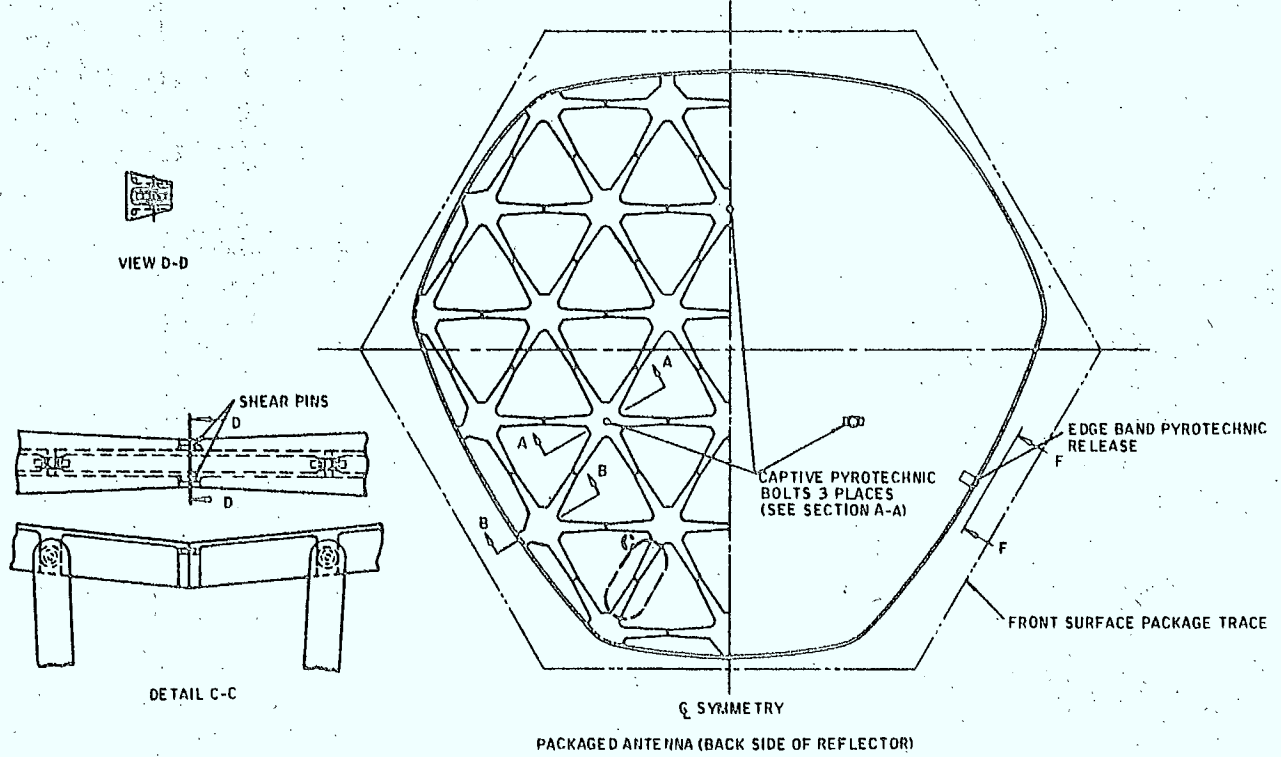 VIEW D-D
SHEAR PINS
D
D
DETAIL C-C
A
A
B
B
C
CAPTIVE PYROTECHNIC
BOLTS 3 PLACES
(SEE SECTION A-A)
EDGE BAND PYROTECHNIC
RELEASE
F
F
FRONT SURFACE PACKAGE TRACE
℄ SYMMETRY
PACKAGED ANTENNA (BACK SIDE OF REFLECTOR)